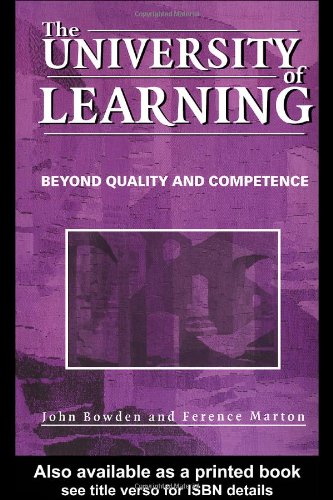 The
UNIVERSITY
of
LEARNING
BEYOND QUALITY AND COMPETENCE
John Bowden and Ference Marton
Also available as a printed book
see title verso for ISBN details